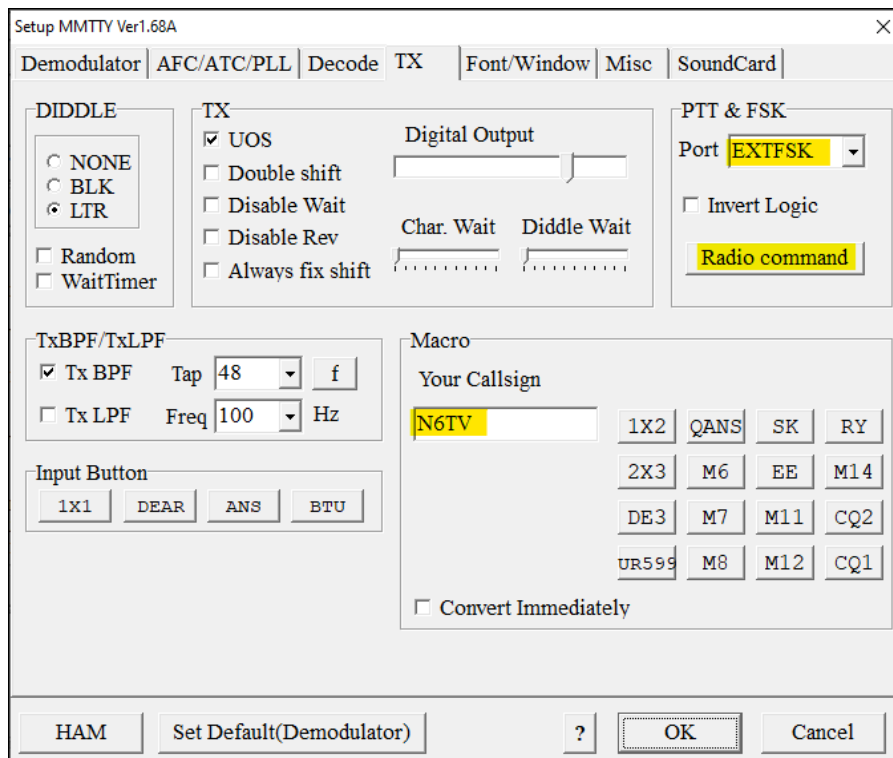 Setup MMTTY Ver1.68A
Demodulator AFC/ATC/PLL Decode TX Font/Window Misc SoundCard
DIDDLE
NONE
BLK
LTR
Random
WaitTimer
TX
UOS
Double shift
Disable Wait
Disable Rev
Always fix shift
Digital Output
Char. Wait Diddle Wait
PTT & FSK
Port EXTFSK
Invert Logic
Radio command
TxBPF/TxLPF
Tx BPF Tap 48 f
Tx LPF Freq 100 Hz
Input Button
1X1 DEAR ANS BTU
Macro
Your Callsign
N6TV
1X2 QANS SK RY
2X3 M6 EE M14
DE3 M7 M11 CQ2
UR599 M8 M12 CQ1
Convert Immediately
HAM Set Default(Demodulator) ? OK Cancel